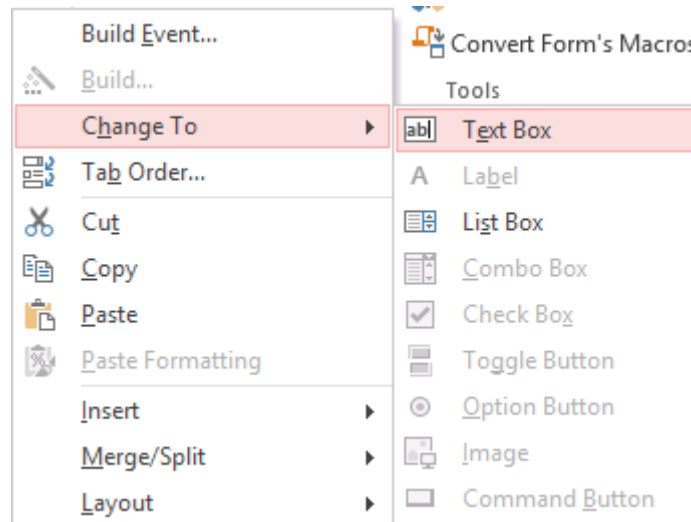 Build Event...
Build...
Change To
Tab Order...
Cut
Copy
Paste
Paste Formatting
Insert
Merge/Split
Layout
Convert Form's Macros
Tools
ab Text Box
A Label
List Box
Combo Box
Check Box
Toggle Button
Option Button
Image
Command Button